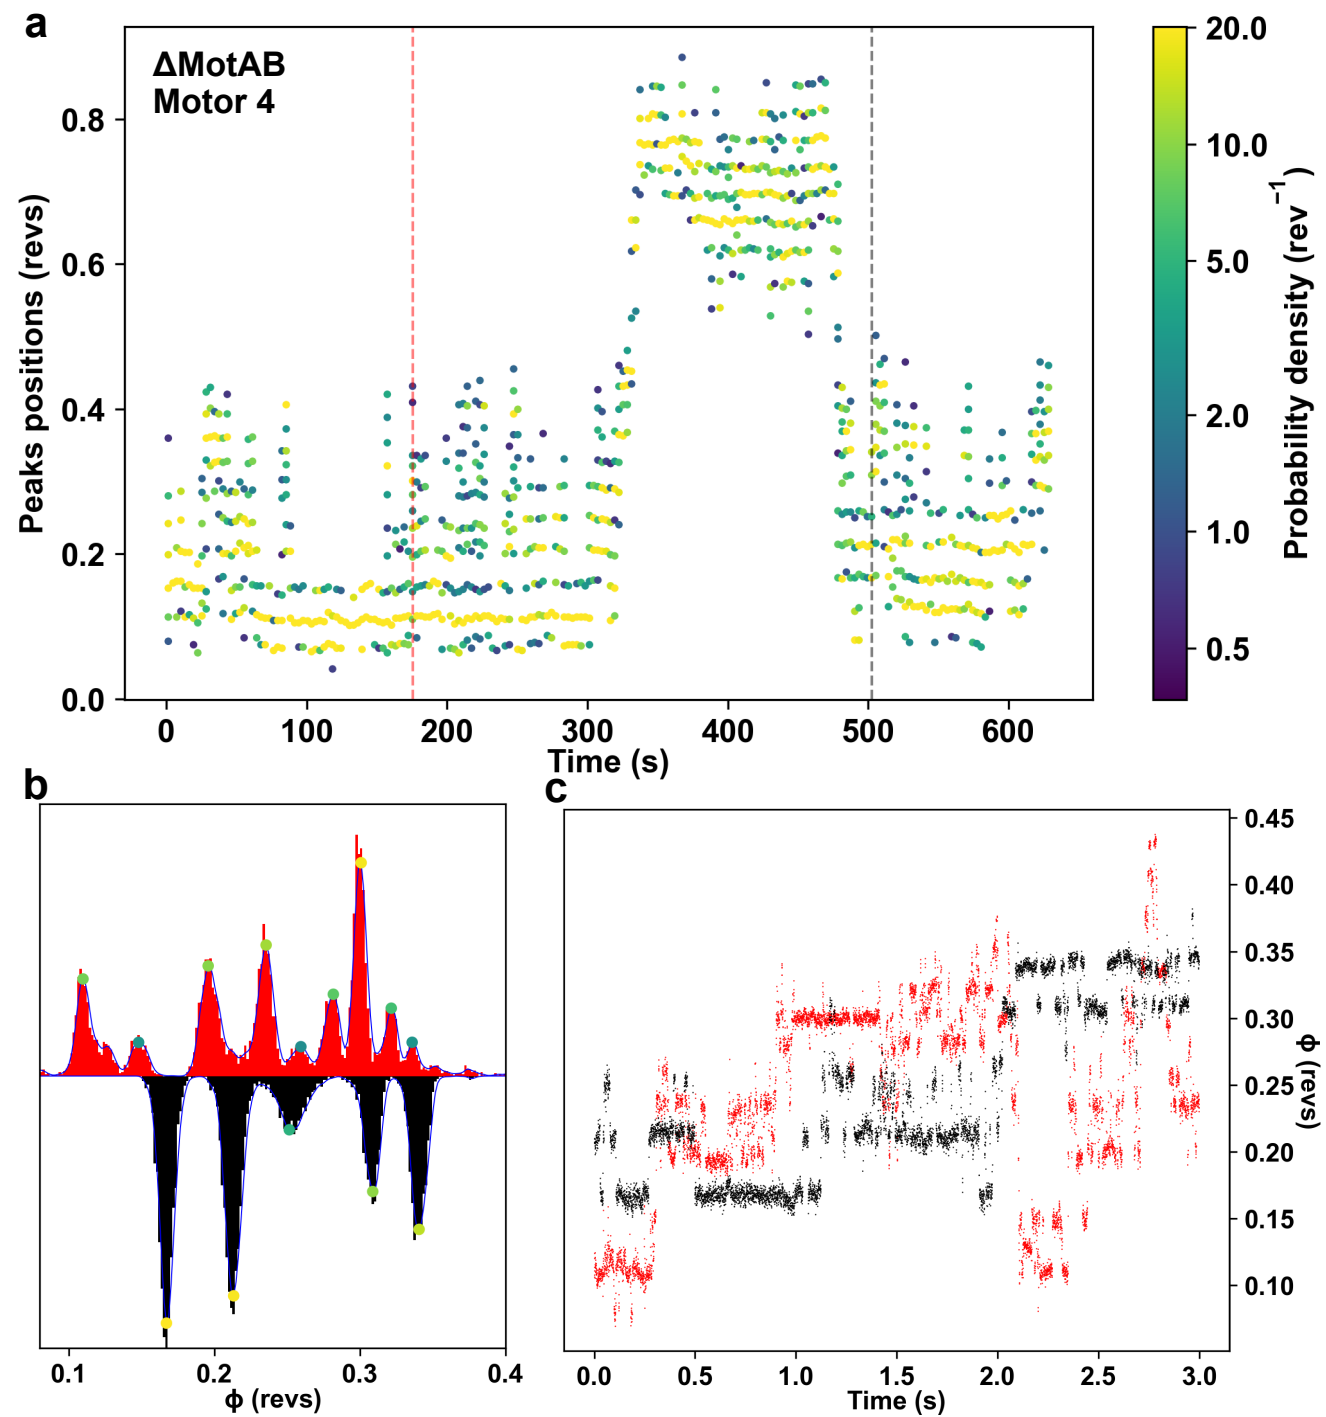 a
ΔMotAB
Motor 4
Peaks positions (revs)
0.8
0.6
0.4
0.2
0.0
0 100 200 300 400 500 600
Time (s)
20.0
10.0
5.0
2.0
1.0
0.5
Probability density (rev⁻¹)
b
0.1 0.2 0.3 0.4
ϕ (revs)
c
0.45
0.40
0.35
0.30
0.25
0.20
0.15
0.10
ϕ (revs)
0.0 0.5 1.0 1.5 2.0 2.5 3.0
Time (s)